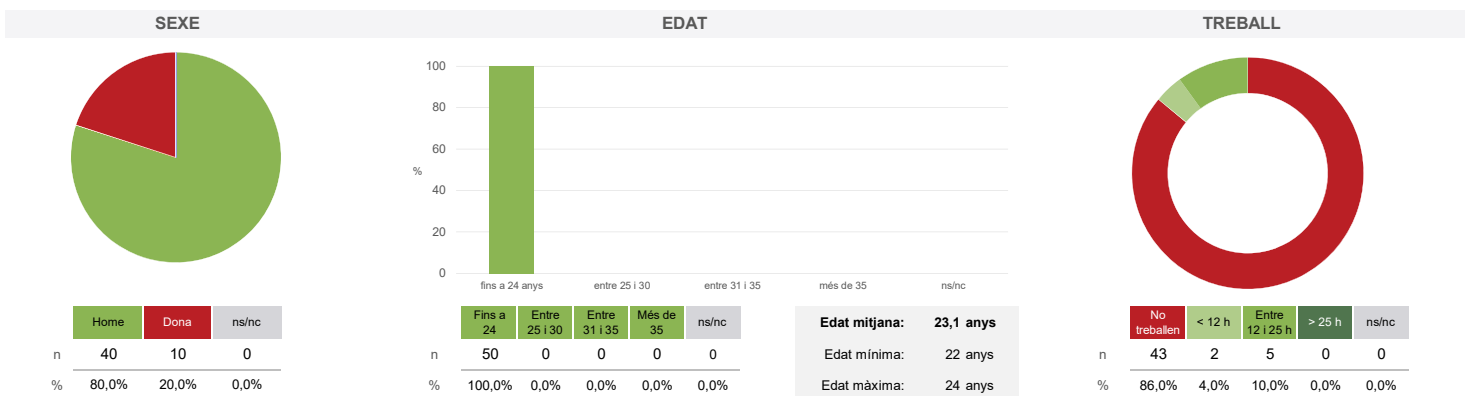 SEXE EDAT TREBALL
100
80
60
%
40
20
0
fins a 24 anys entre 25 i 30 entre 31 i 35 més de 35 ns/nc
Home Dona ns/nc
n 40 10 0
% 80,0% 20,0% 0,0%
Fins a 24 Entre 25 i 30 Entre 31 i 35 Més de 35 ns/nc
n 50 0 0 0 0
% 100,0% 0,0% 0,0% 0,0% 0,0%
Edat mitjana: 23,1 anys
Edat mínima: 22 anys
Edat màxima: 24 anys
No treballen < 12 h Entre 12 i 25 h > 25 h ns/nc
n 43 2 5 0 0
% 86,0% 4,0% 10,0% 0,0% 0,0%